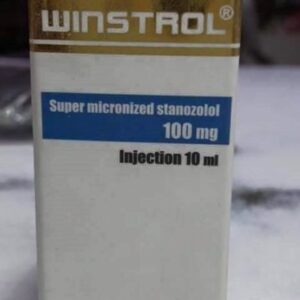 WINSTROL®
Super micronized stanozolol
100 mg
Injection 10 ml